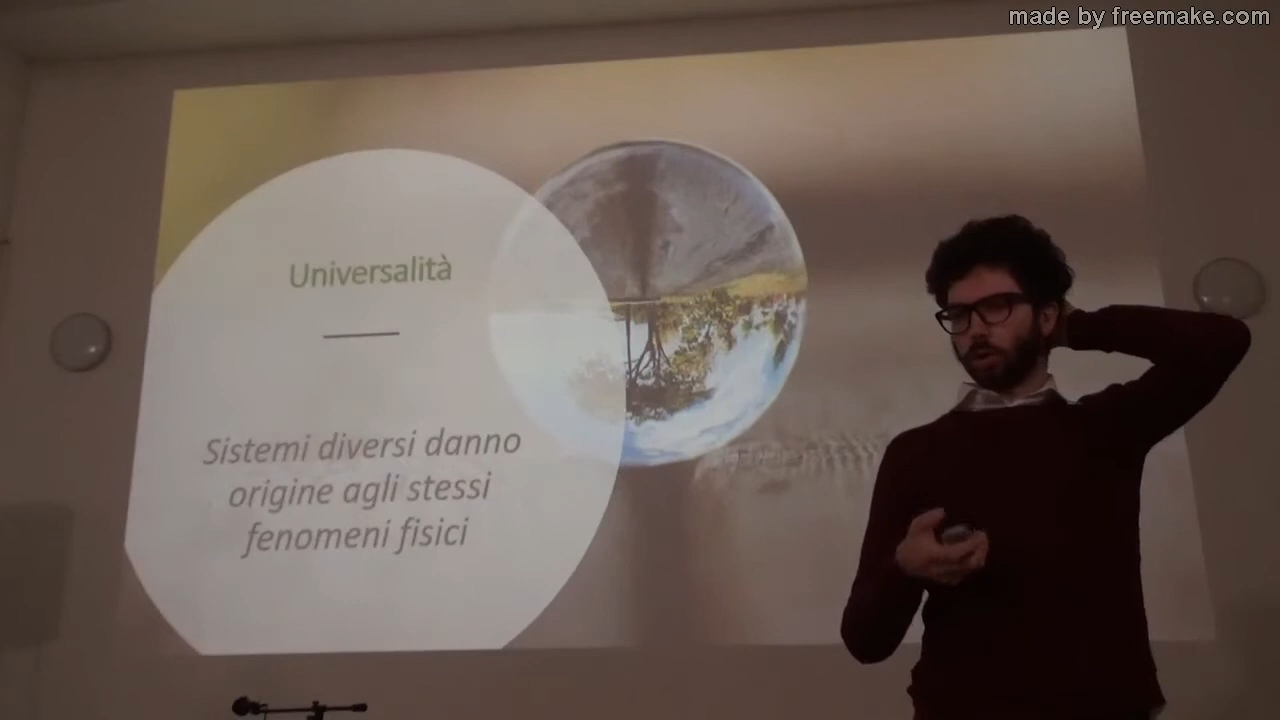 made by freemake.com
Universalità
Sistemi diversi danno
origine agli stessi
fenomeni fisici